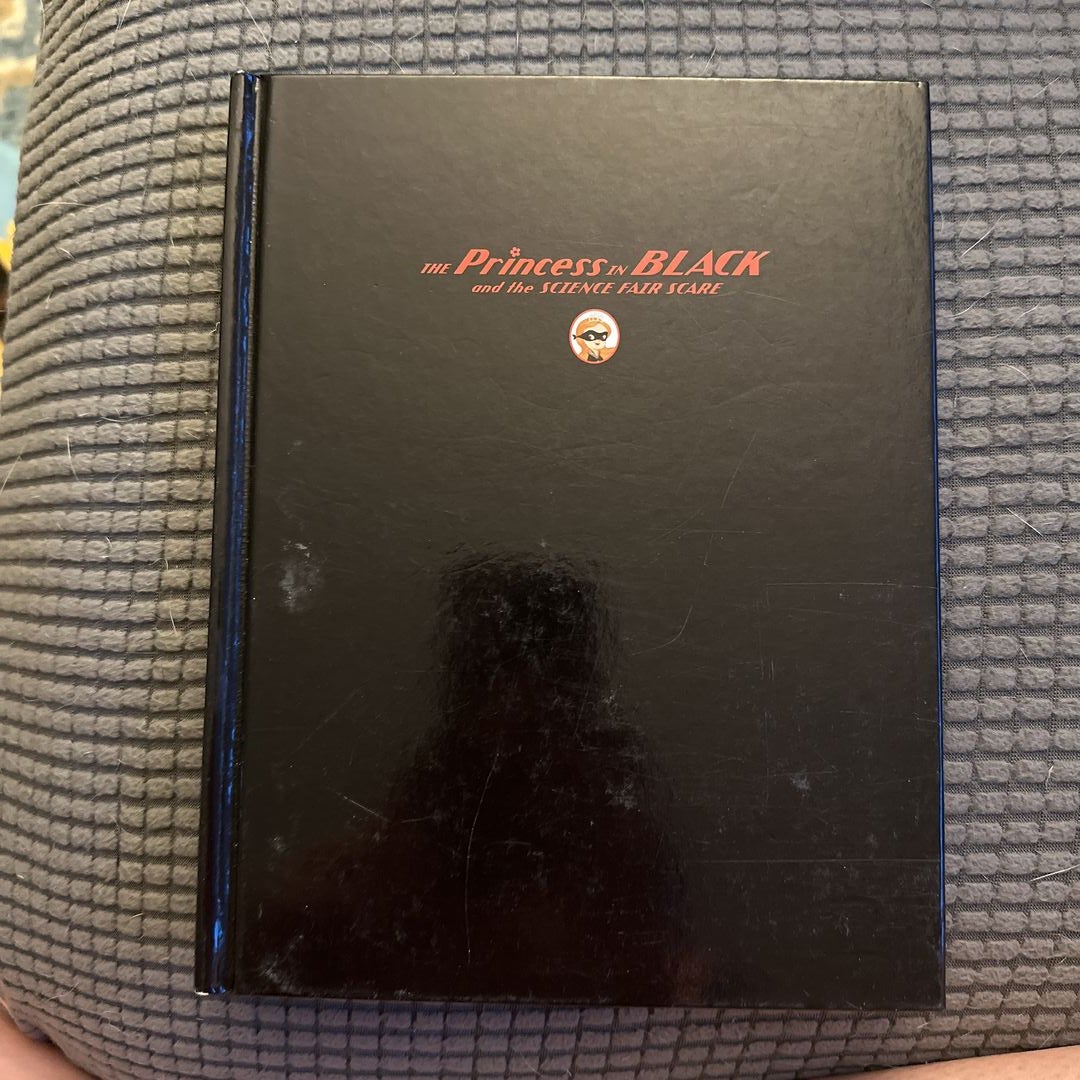 THE Princess IN BLACK
and the SCIENCE FAIR SCARE